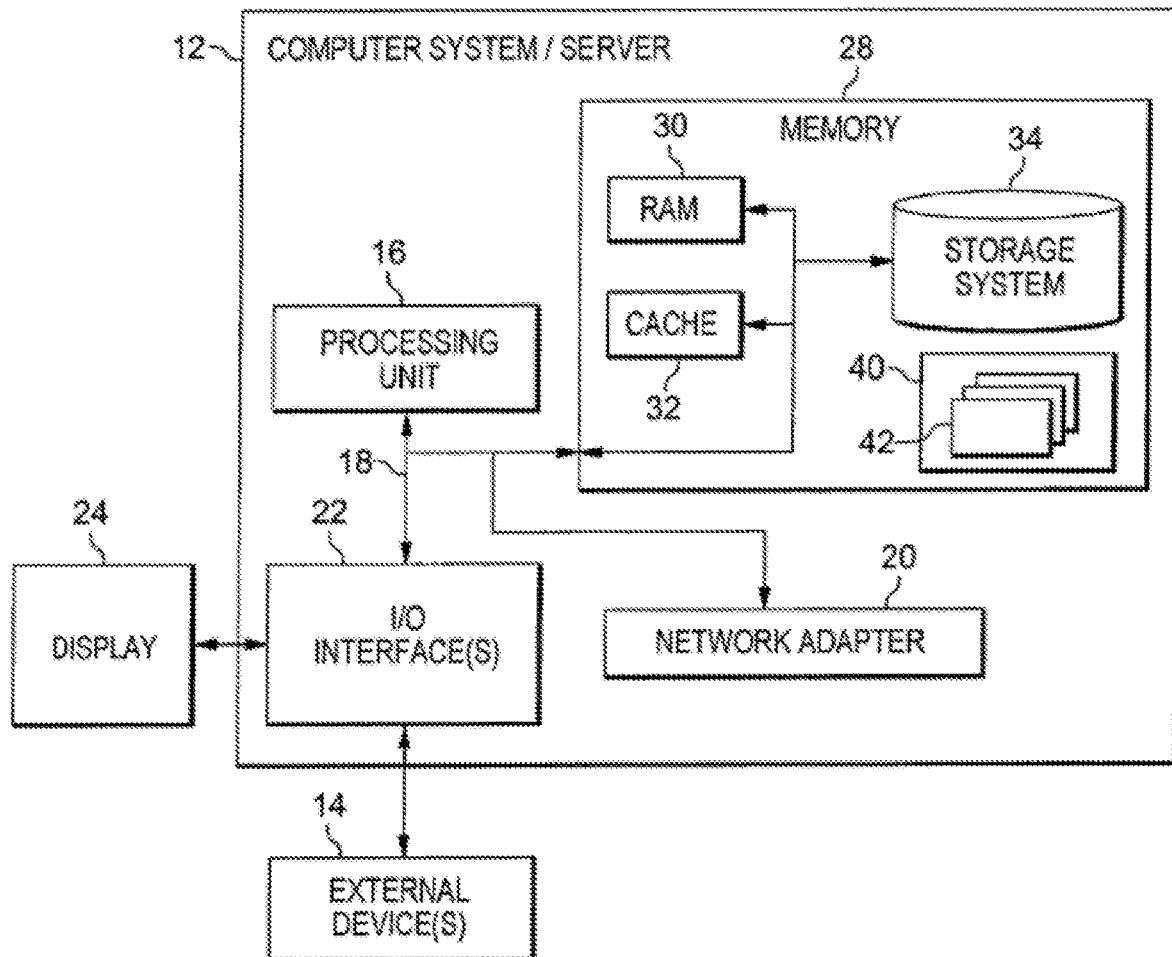 12
COMPUTER SYSTEM / SERVER
28
MEMORY
30
RAM
34
STORAGE
SYSTEM
16
PROCESSING
UNIT
CACHE
32
40
42
18
24
DISPLAY
22
I/O
INTERFACE(S)
20
NETWORK ADAPTER
14
EXTERNAL
DEVICE(S)